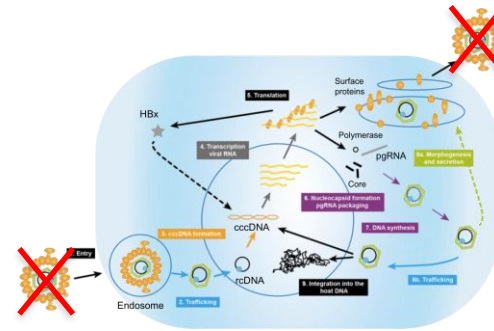 Surface
proteins
5. Translation
HBx
Polymerase
pgRNA
4. Transcription
viral RNA
8a. Morphogenesis
and secretion
Core
6. Nucleocapsid formation
pgRNA packaging
cccDNA
7. DNA synthesis
3. cccDNA formation
Entry
rcDNA
9. Integration into the
host DNA
8b. Trafficking
2. Trafficking
Endosome